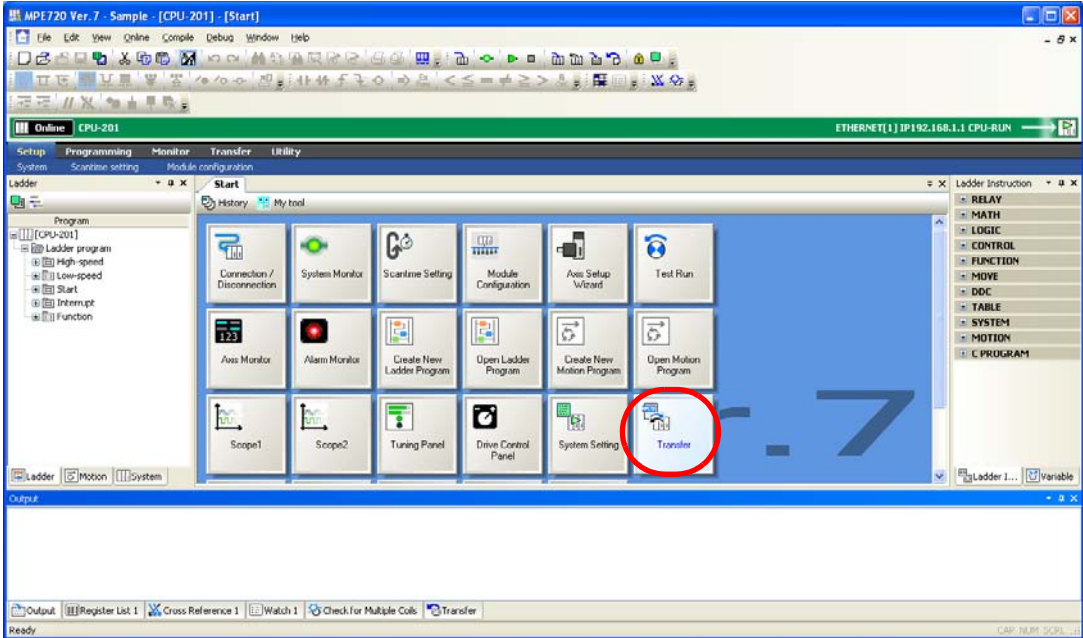 MPE720 Ver.7 - Sample - [CPU-201] - [Start]
File Edit View Online Compile Debug Window Help
Online CPU-201
ETHERNET[1] IP192.168.1.1 CPU-RUN
Setup Programming Monitor Transfer Utility
System Scantime setting Module configuration
Ladder
Start
Ladder Instruction
History My tool
Program
[CPU-201]
Ladder program
High-speed
Low-speed
Start
Interrupt
Function
Connection /
Disconnection
System Monitor
Scantime Setting
Module
Configuration
Axis Setup
Wizard
Test Run
123
Axis Monitor
Alarm Monitor
Create New
Ladder Program
Open Ladder
Program
Create New
Motion Program
Open Motion
Program
Scope1
Scope2
Tuning Panel
Drive Control
Panel
System Setting
Transfer
r.7
RELAY
MATH
LOGIC
CONTROL
FUNCTION
MOVE
DDC
TABLE
SYSTEM
MOTION
C PROGRAM
Ladder Motion System
Ladder I... Variable
Output
Output Register List 1 Cross Reference 1 Watch 1 Check for Multiple Coils Transfer
Ready
CAP NUM SCRL